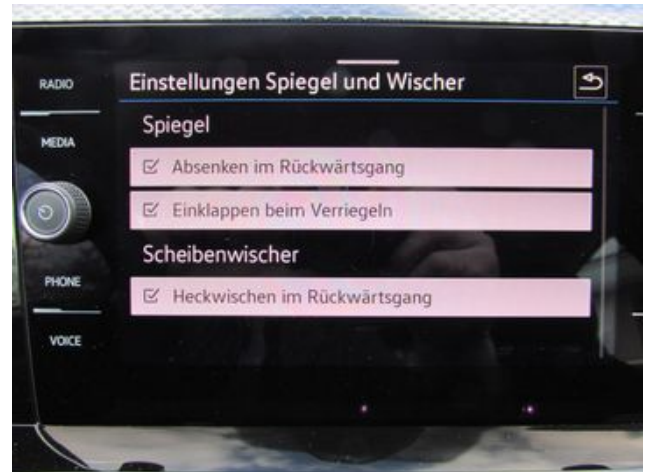 RADIO
Einstellungen Spiegel und Wischer
Spiegel
MEDIA
Absenken im Rückwärtsgang
Einklappen beim Verriegeln
Scheibenwischer
PHONE
Heckwischen im Rückwärtsgang
VOICE